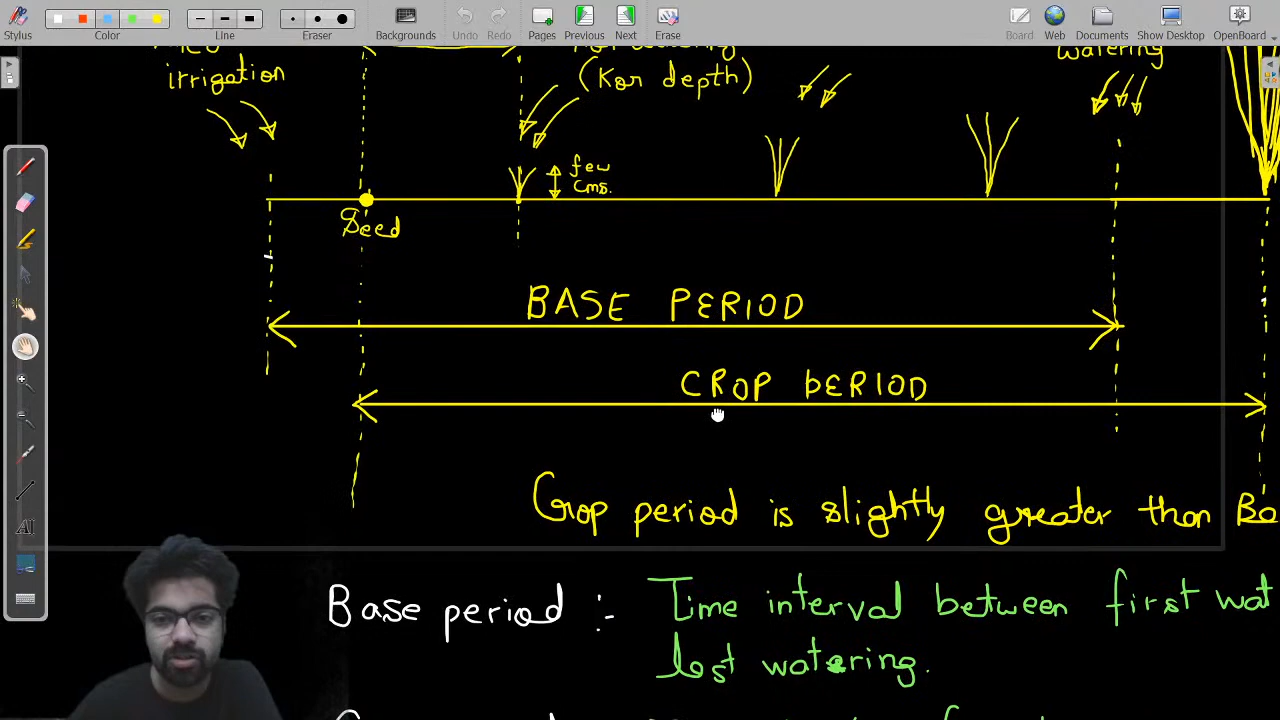 Stylus Color Line Eraser Backgrounds Undo Redo Pages Previous Next Erase Board Web Documents Show Desktop OpenBoard
irrigation
(Kor depth)
watering
few
cms.
Seed
BASE PERIOD
CROP PERIOD
Crop period is slightly greater than Ba
Base period :- Time interval between first wat
last watering.